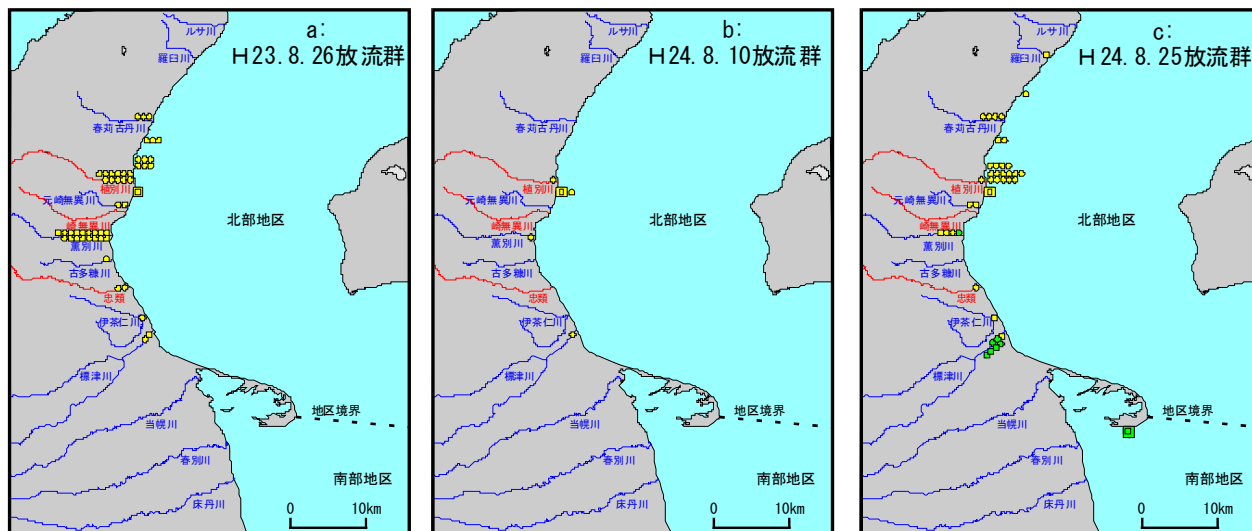 a:
H23.8.26放流群
ルサ川
羅臼川
春苅古丹川
植別川
元崎無異川
崎無異川
薫別川
古多糠川
忠類
伊茶仁川
標津川
当幌川
春別川
床丹川
北部地区
地区境界
南部地区
0 10km
b:
H24.8.10放流群
ルサ川
羅臼川
春苅古丹川
植別川
元崎無異川
崎無異川
薫別川
古多糠川
忠類
伊茶仁川
標津川
当幌川
春別川
床丹川
北部地区
地区境界
南部地区
0 10km
c:
H24.8.25放流群
ルサ川
羅臼川
春苅古丹川
植別川
元崎無異川
崎無異川
薫別川
古多糠川
忠類
伊茶仁川
標津川
当幌川
春別川
床丹川
北部地区
地区境界
南部地区
0 10km